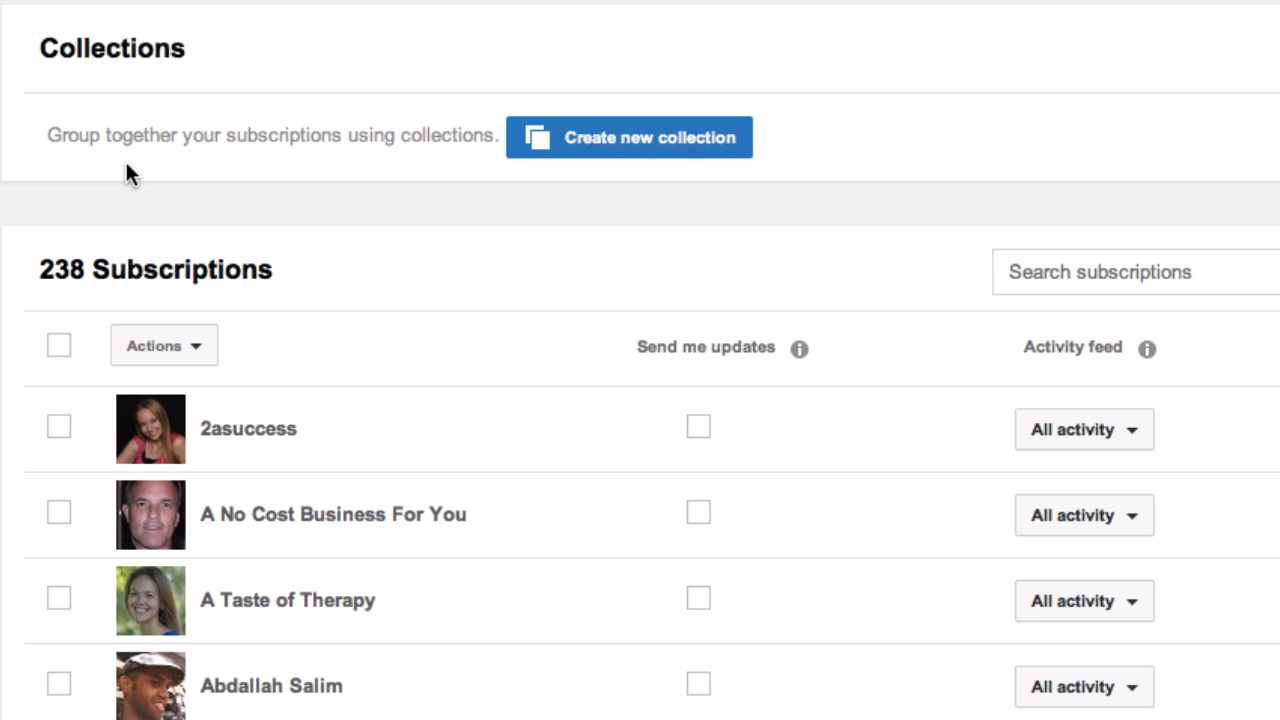 Collections
Group together your subscriptions using collections. Create new collection
238 Subscriptions Search subscriptions
Actions Send me updates Activity feed
2asuccess All activity
A No Cost Business For You All activity
A Taste of Therapy All activity
Abdallah Salim All activity